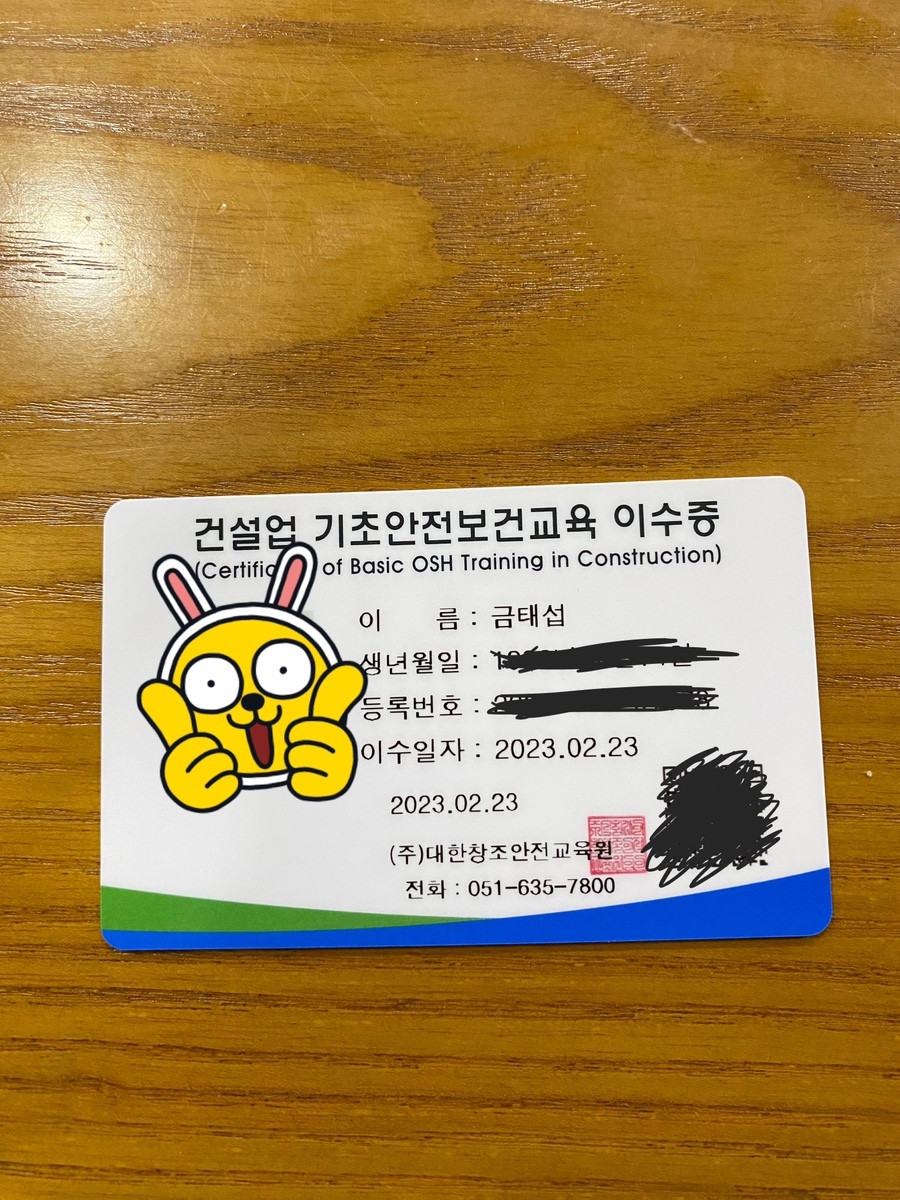 건설업 기초안전보건교육 이수증
of Basic OSH Training in Construction)
이 름 : 금태섭
생년월일 :
등록번호 :
이수일자 : 2023.02.23
2023.02.23
(주)대한창조안전교육원
전화 : 051-635-7800